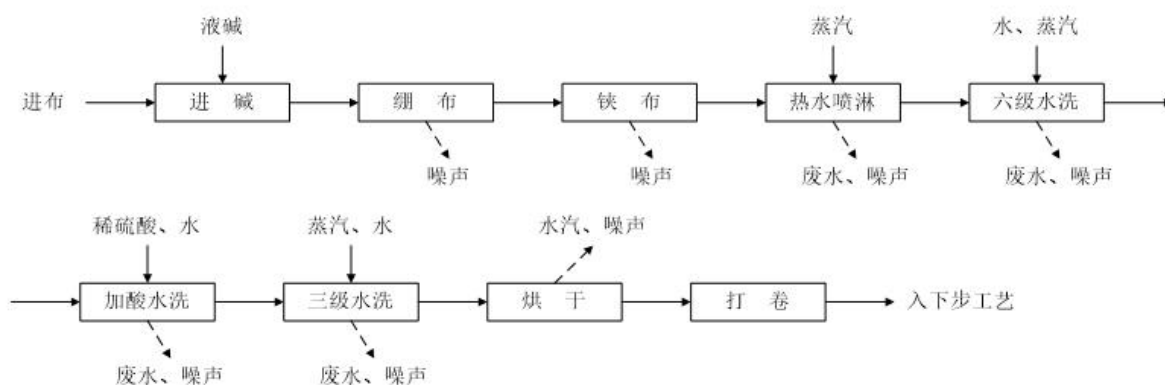 液碱
蒸汽
水、蒸汽
进布
进 碱
绷 布
铗 布
热水喷淋
六级水洗
噪声
噪声
废水、噪声
废水、噪声
稀硫酸、水
蒸汽、水
水汽、噪声
加酸水洗
三级水洗
烘 干
打 卷
入下步工艺
废水、噪声
废水、噪声